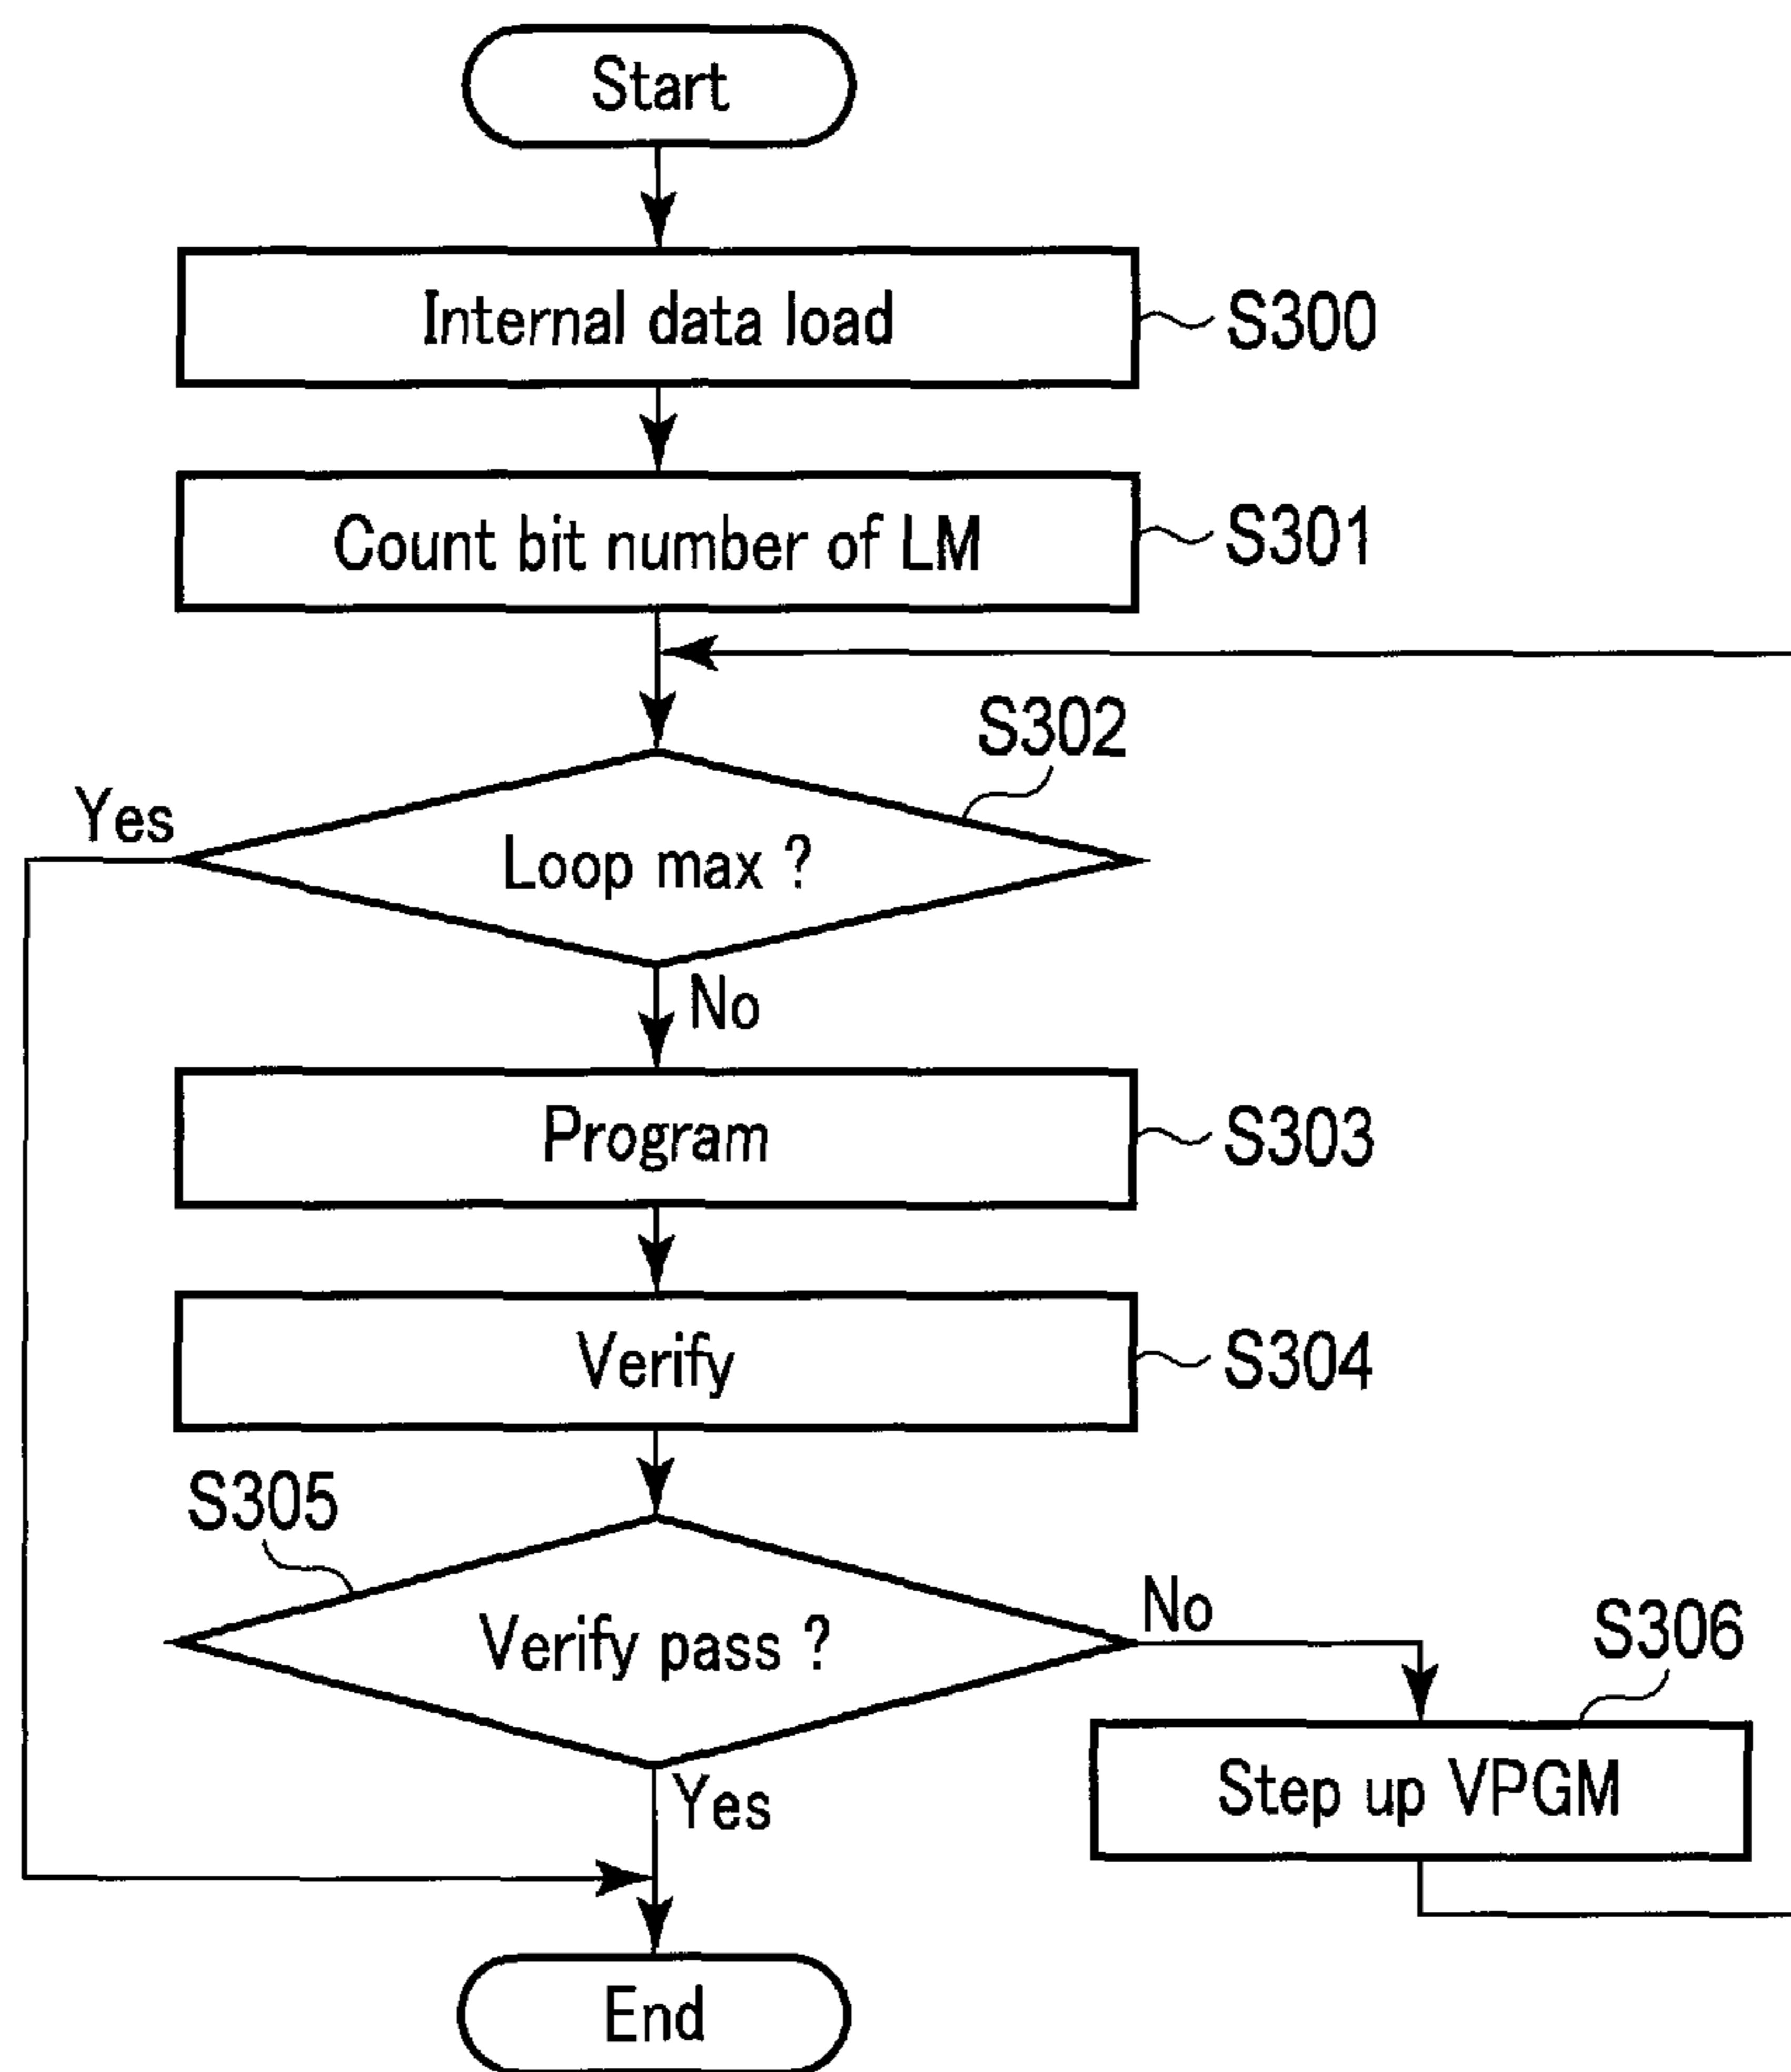 Start
Internal data load
S300
Count bit number of LM
S301
S302
Yes
Loop max ?
No
Program
S303
Verify
S304
S305
Verify pass ?
No
S306
Step up VPGM
Yes
End